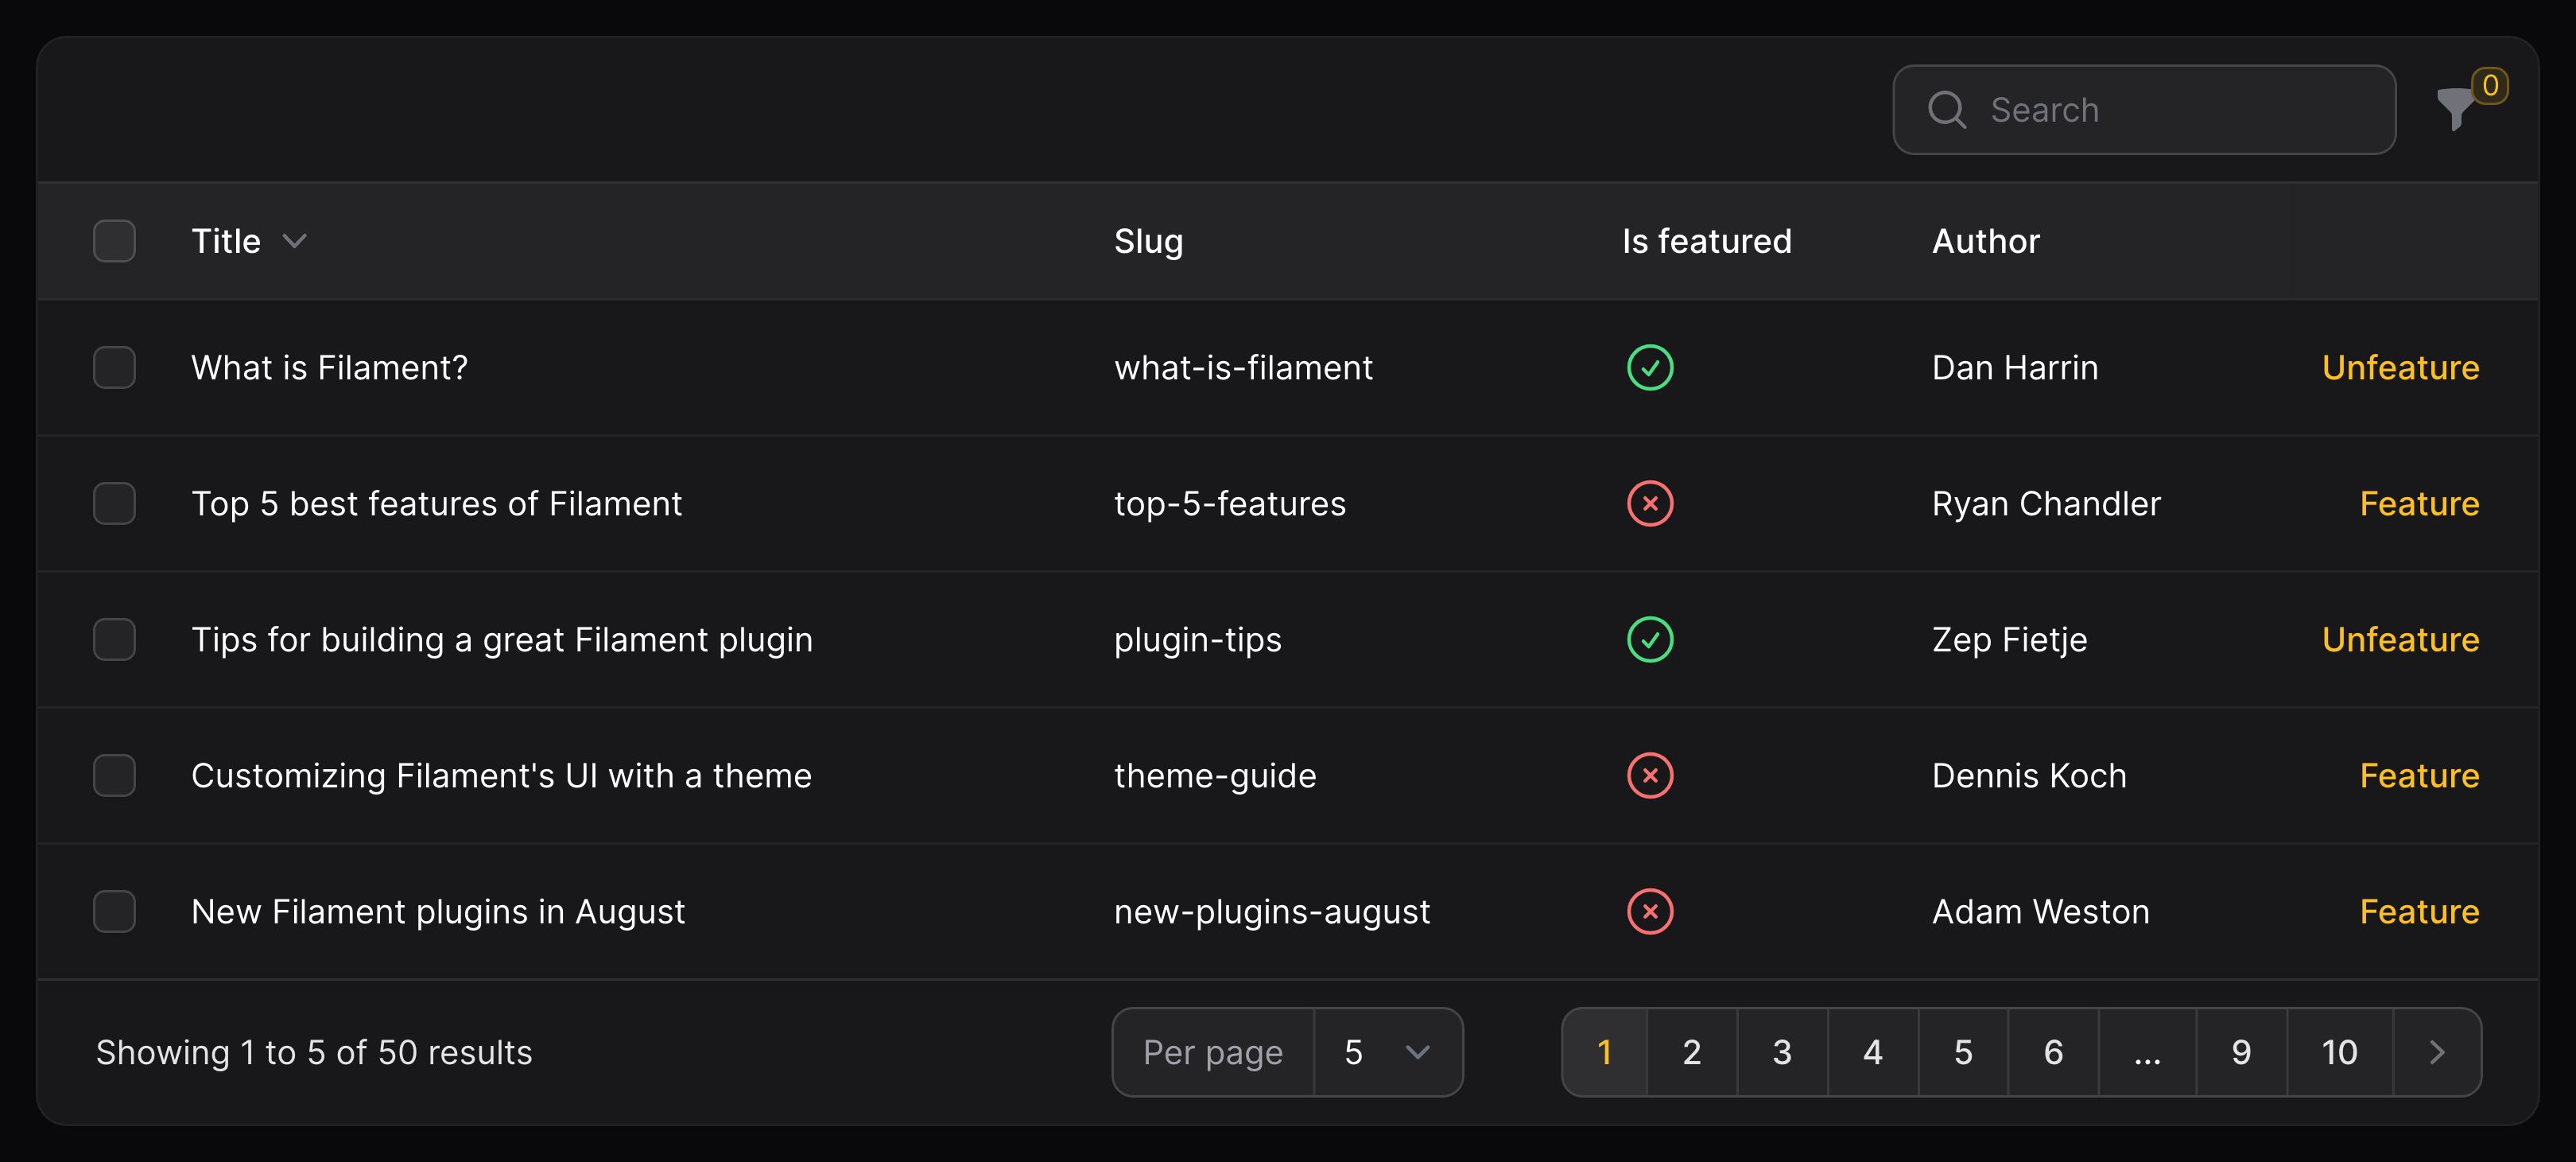 Search
0
Title Slug Is featured Author
What is Filament? what-is-filament Dan Harrin Unfeature
Top 5 best features of Filament top-5-features Ryan Chandler Feature
Tips for building a great Filament plugin plugin-tips Zep Fietje Unfeature
Customizing Filament's UI with a theme theme-guide Dennis Koch Feature
New Filament plugins in August new-plugins-august Adam Weston Feature
Showing 1 to 5 of 50 results Per page 5 1 2 3 4 5 6 ... 9 10